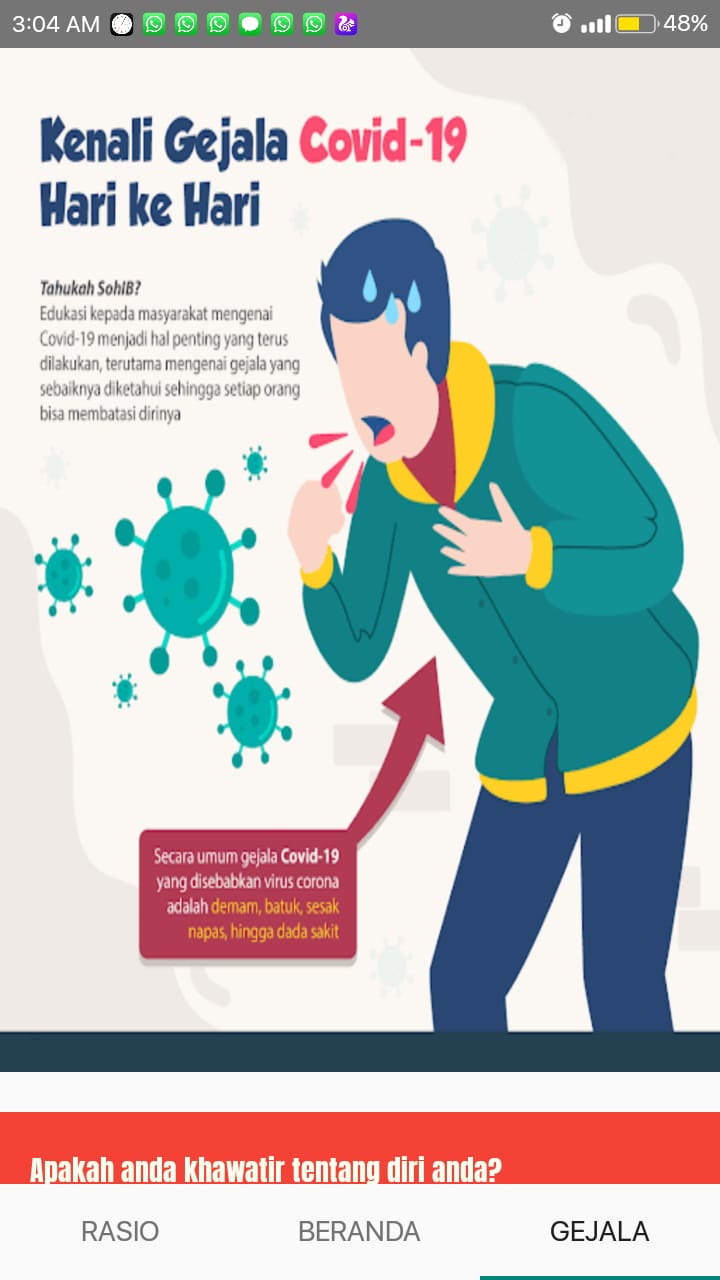 3:04 AM
48%
Kenali Gejala Covid-19
Hari ke Hari
Tahukah SohIB?
Edukasi kepada masyarakat mengenai
Covid-19 menjadi hal penting yang terus
dilakukan, terutama mengenai gejala yang
sebaiknya diketahui sehingga setiap orang
bisa membatasi dirinya
Secara umum gejala Covid-19
yang disebabkan virus corona
adalah demam, batuk, sesak
napas, hingga dada sakit
Apakah anda khawatir tentang diri anda?
RASIO
BERANDA
GEJALA